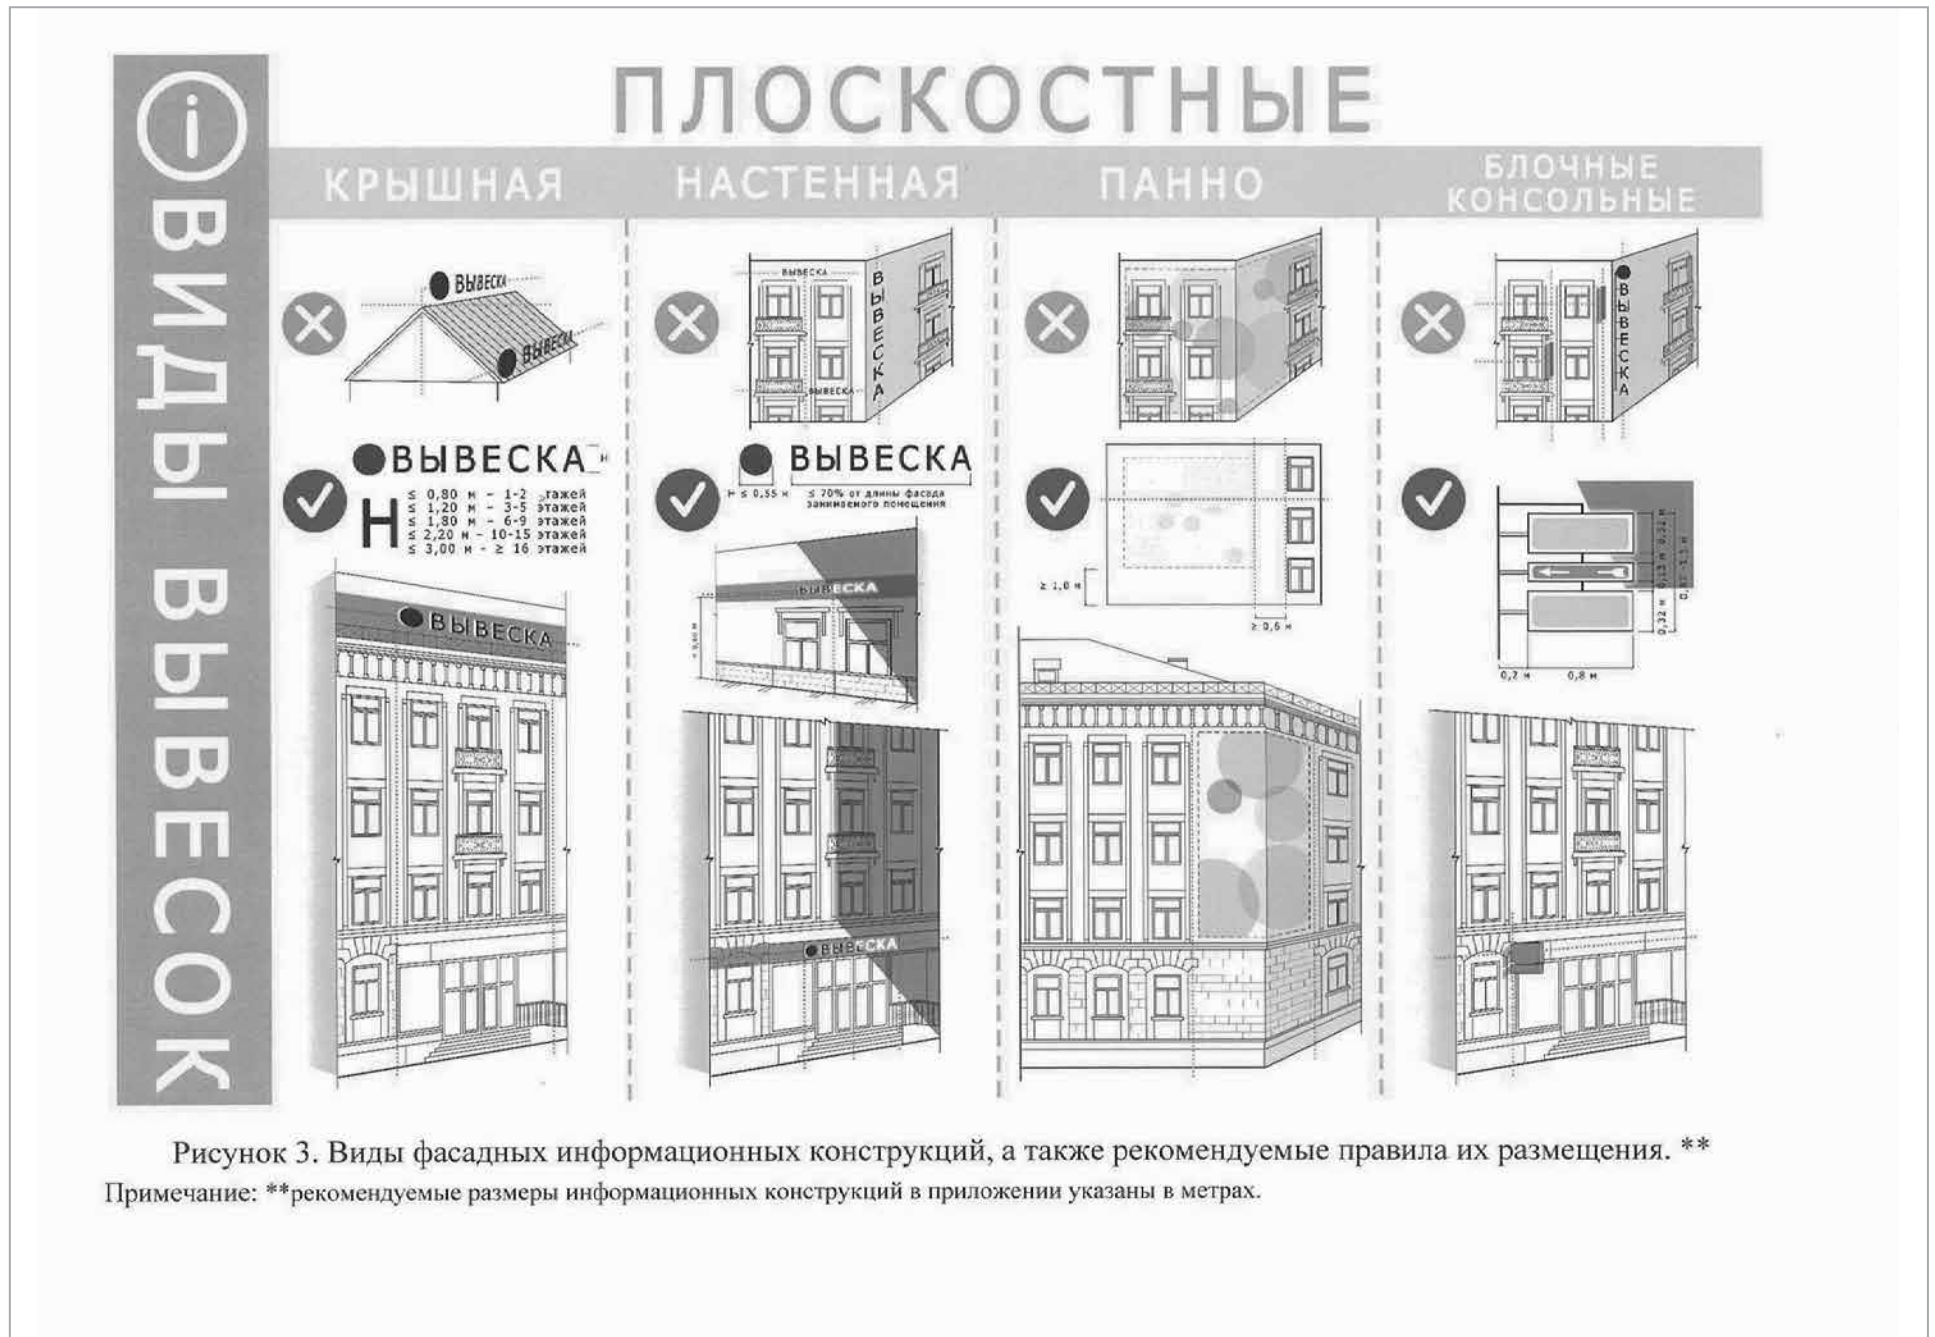 ВИДЫ ВЫВЕСОК
ПЛОСКОСТНЫЕ
КРЫШНАЯ
НАСТЕННАЯ
ПАННО
БЛОЧНЫЕ
КОНСОЛЬНЫЕ
ВЫВЕСКА
ВЫВЕСКА
ВЫВЕСКА
Н
Н
≤ 0,80 м - 1-2 этажей
≤ 1,20 м - 3-5 этажей
≤ 1,80 м - 6-9 этажей
≤ 2,20 м - 10-15 этажей
≤ 3,00 м - ≥ 16 этажей
ВЫВЕСКА
ВЫВЕСКА
ВЫВЕСКА
ВЫВЕСКА
ВЫВЕСКА
Н ≤ 0,55 м
≤ 70% от длины фасада
занимаемого помещения
ВЫВЕСКА
ВЫВЕСКА
≥ 1,0 м
≥ 0,6 м
ВЫВЕСКА
0,32 м
0,2 м
0,8 м
Рисунок 3. Виды фасадных информационных конструкций, а также рекомендуемые правила их размещения. **
Примечание: **рекомендуемые размеры информационных конструкций в приложении указаны в метрах.